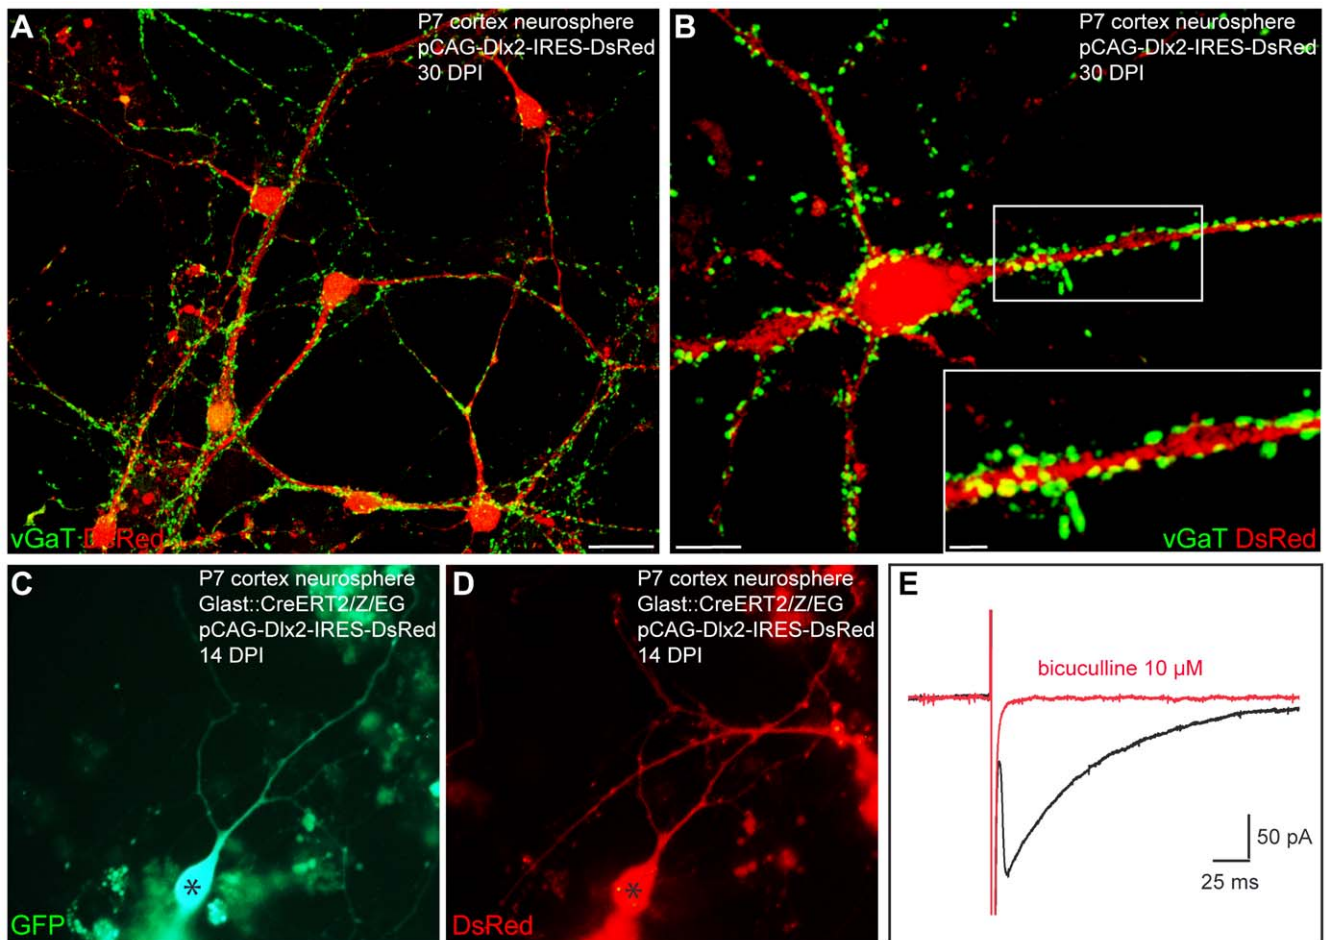 A
P7 cortex neurosphere
pCAG-Dlx2-IRES-DsRed
30 DPI
vGaT DsRed
B
P7 cortex neurosphere
pCAG-Dlx2-IRES-DsRed
30 DPI
vGaT DsRed
C
P7 cortex neurosphere
Glast::CreERT2/Z/EG
pCAG-Dlx2-IRES-DsRed
14 DPI
*
GFP
D
P7 cortex neurosphere
Glast::CreERT2/Z/EG
pCAG-Dlx2-IRES-DsRed
14 DPI
*
DsRed
E
bicuculline 10 µM
50 pA
25 ms